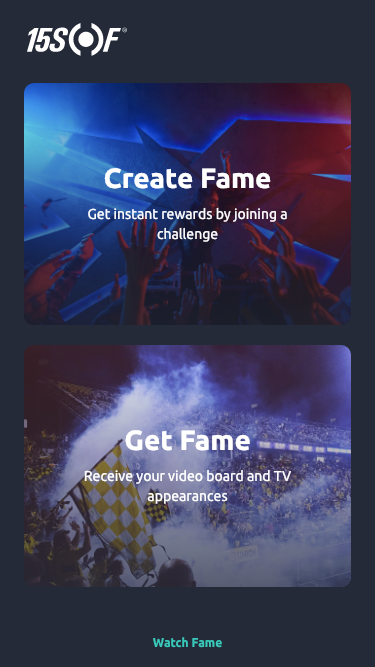 15SOF®
Create Fame
Get instant rewards by joining a
challenge
Get Fame
Receive your video board and TV
appearances
Watch Fame